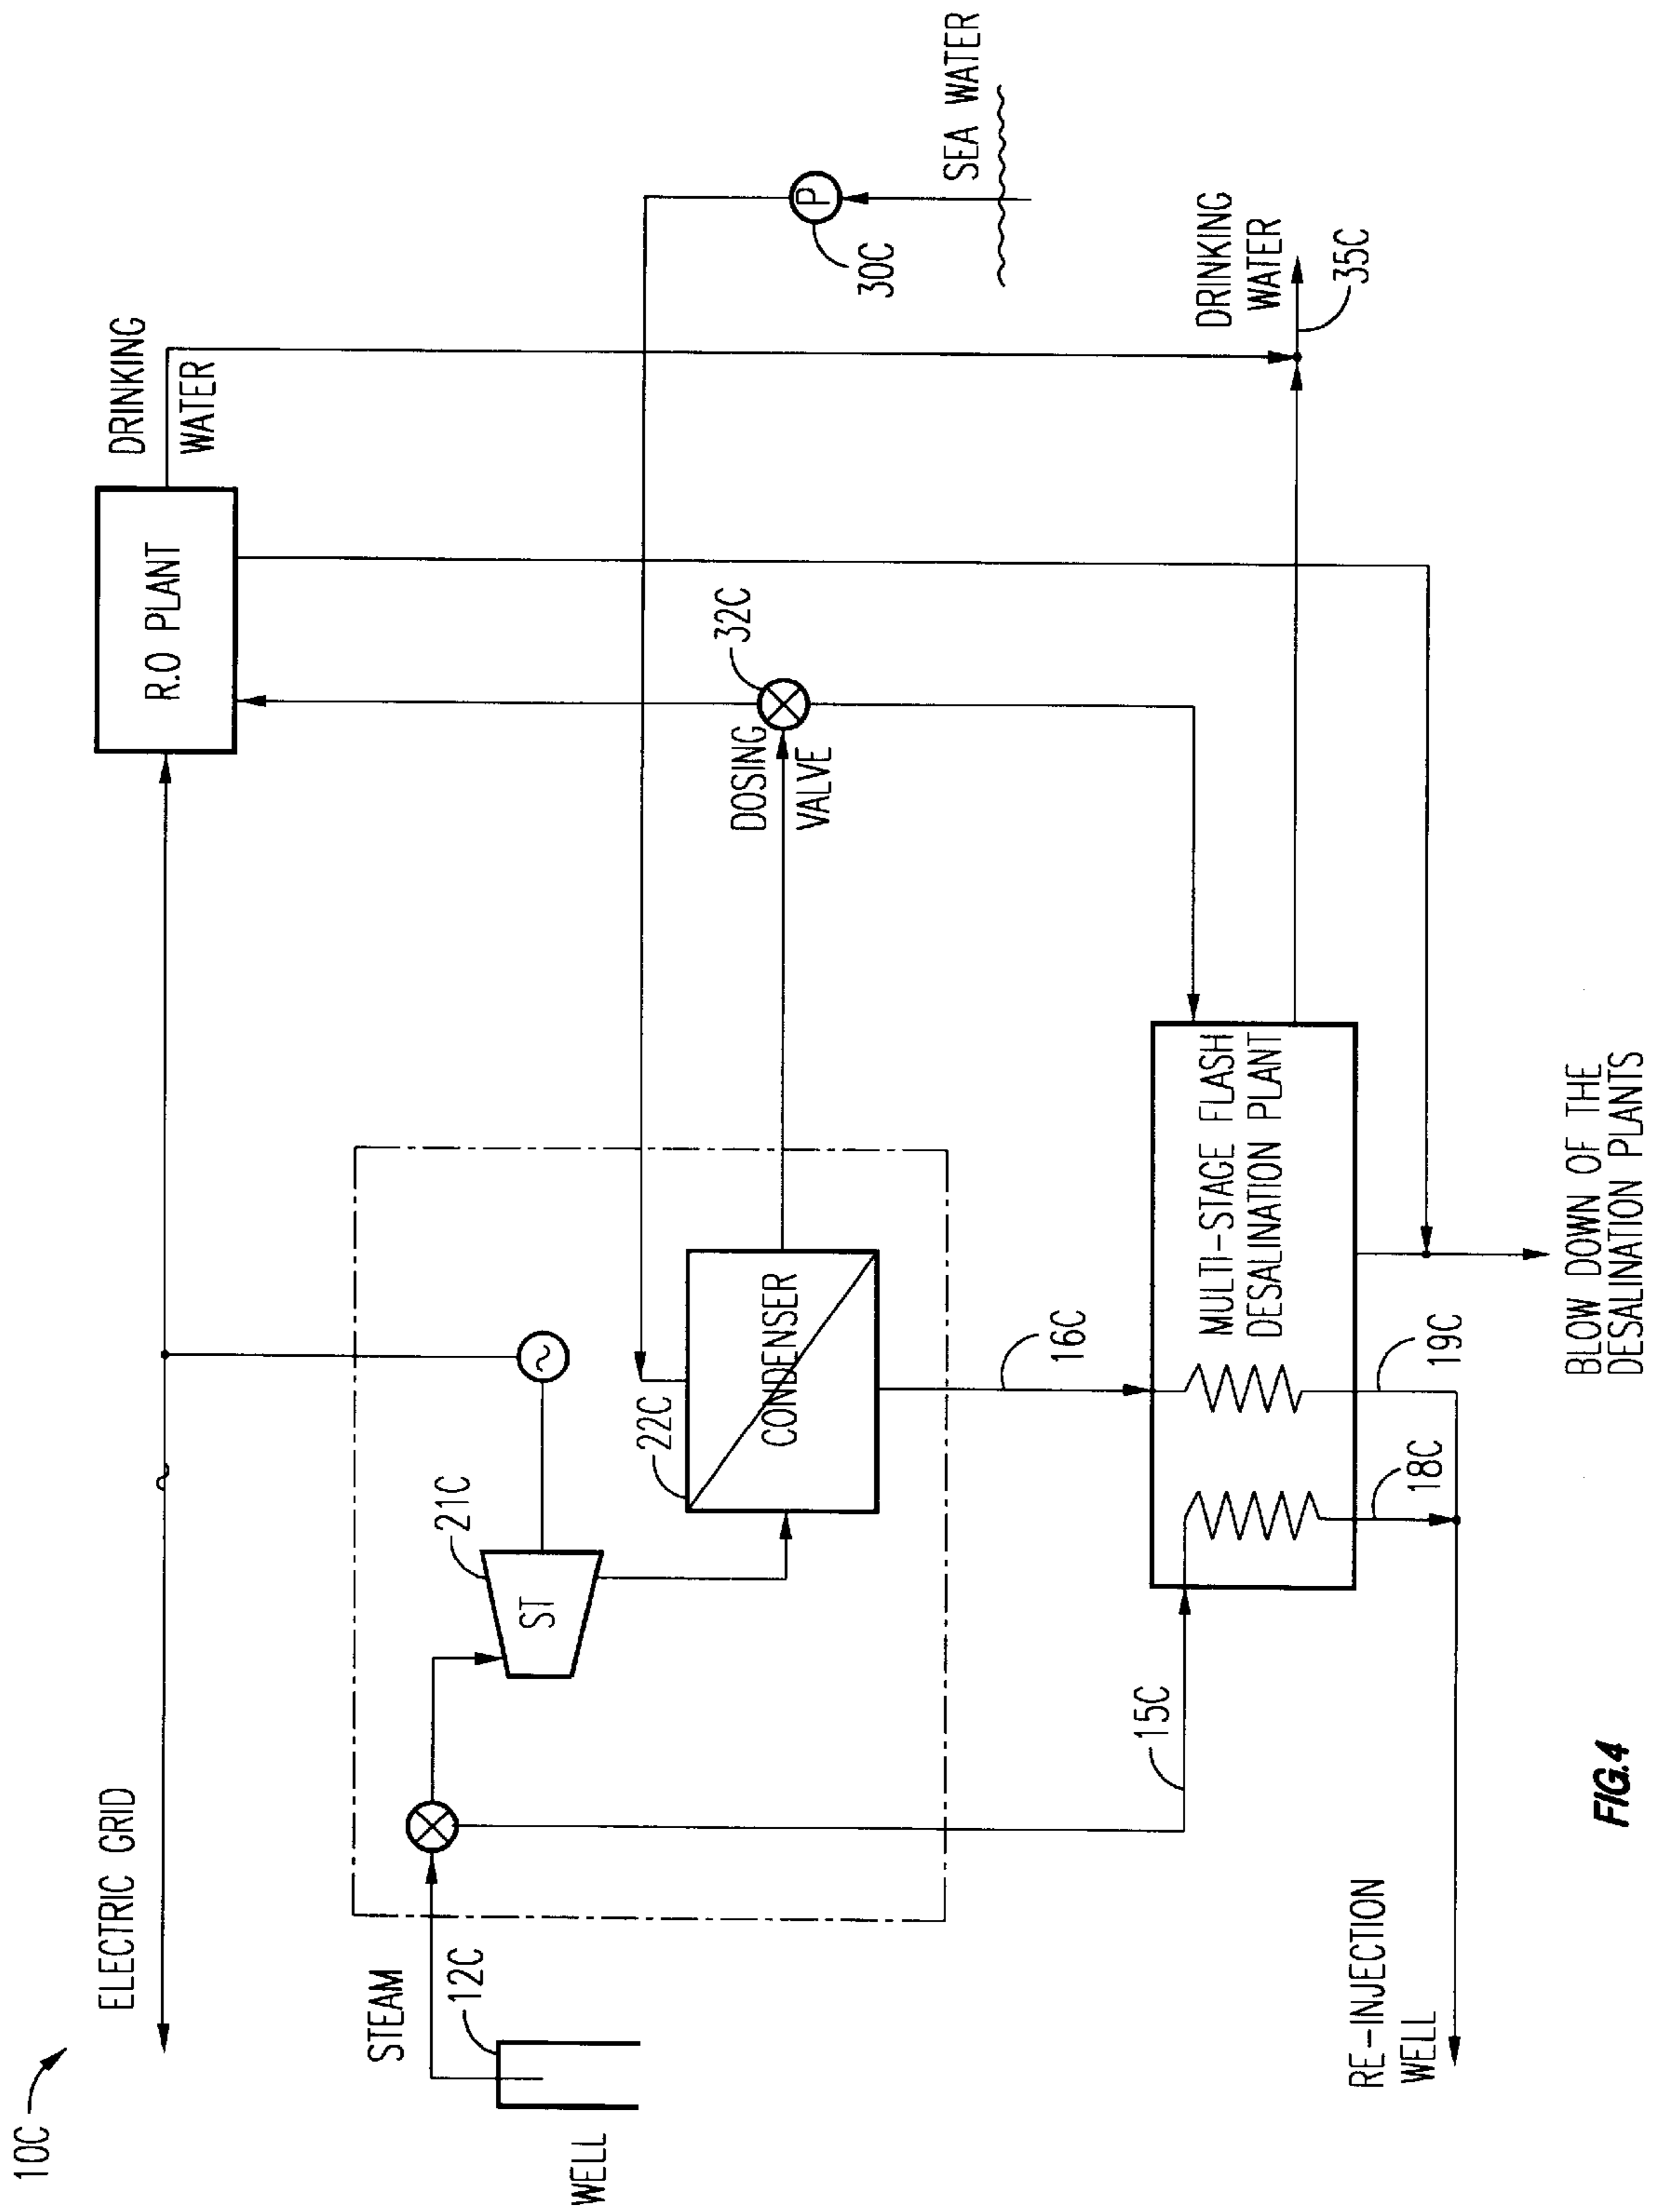 10C
ELECTRIC GRID
R.O PLANT
DRINKING
WATER
STEAM
12C
WELL
21C
ST
~
22C
CONDENSER
DOSING
VALVE
32C
P
30C
SEA WATER
15C
16C
MULTI-STAGE FLASH
DESALINATION PLANT
DRINKING
WATER
35C
18C
19C
RE-INJECTION
WELL
BLOW DOWN OF THE
DESALINATION PLANTS
FIG.4